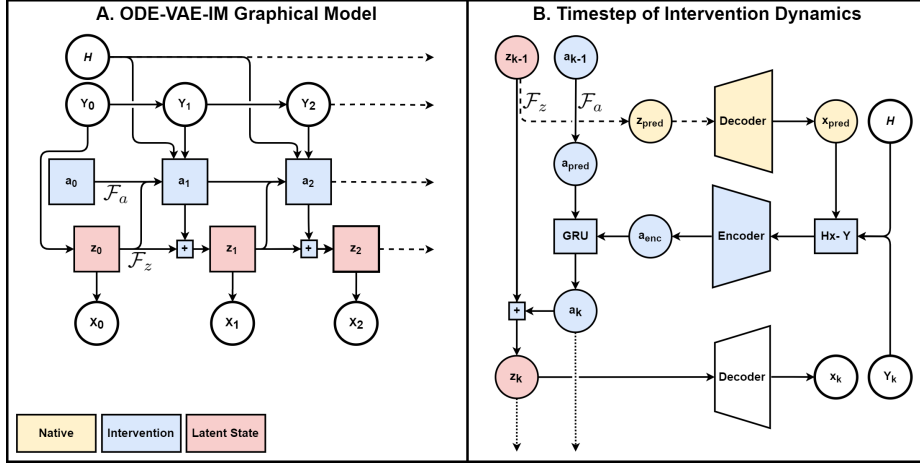 A. ODE-VAE-IM Graphical Model
H
Y0 Y1 Y2
a0 a1 a2
Fa
z0 + z1 + z2
Fz
X0 X1 X2
Native Intervention Latent State
B. Timestep of Intervention Dynamics
zk-1 ak-1
Fz Fa
zpred Decoder xpred H
apred
GRU aenc Encoder Hx- Y
+ ak
zk Decoder xk Yk